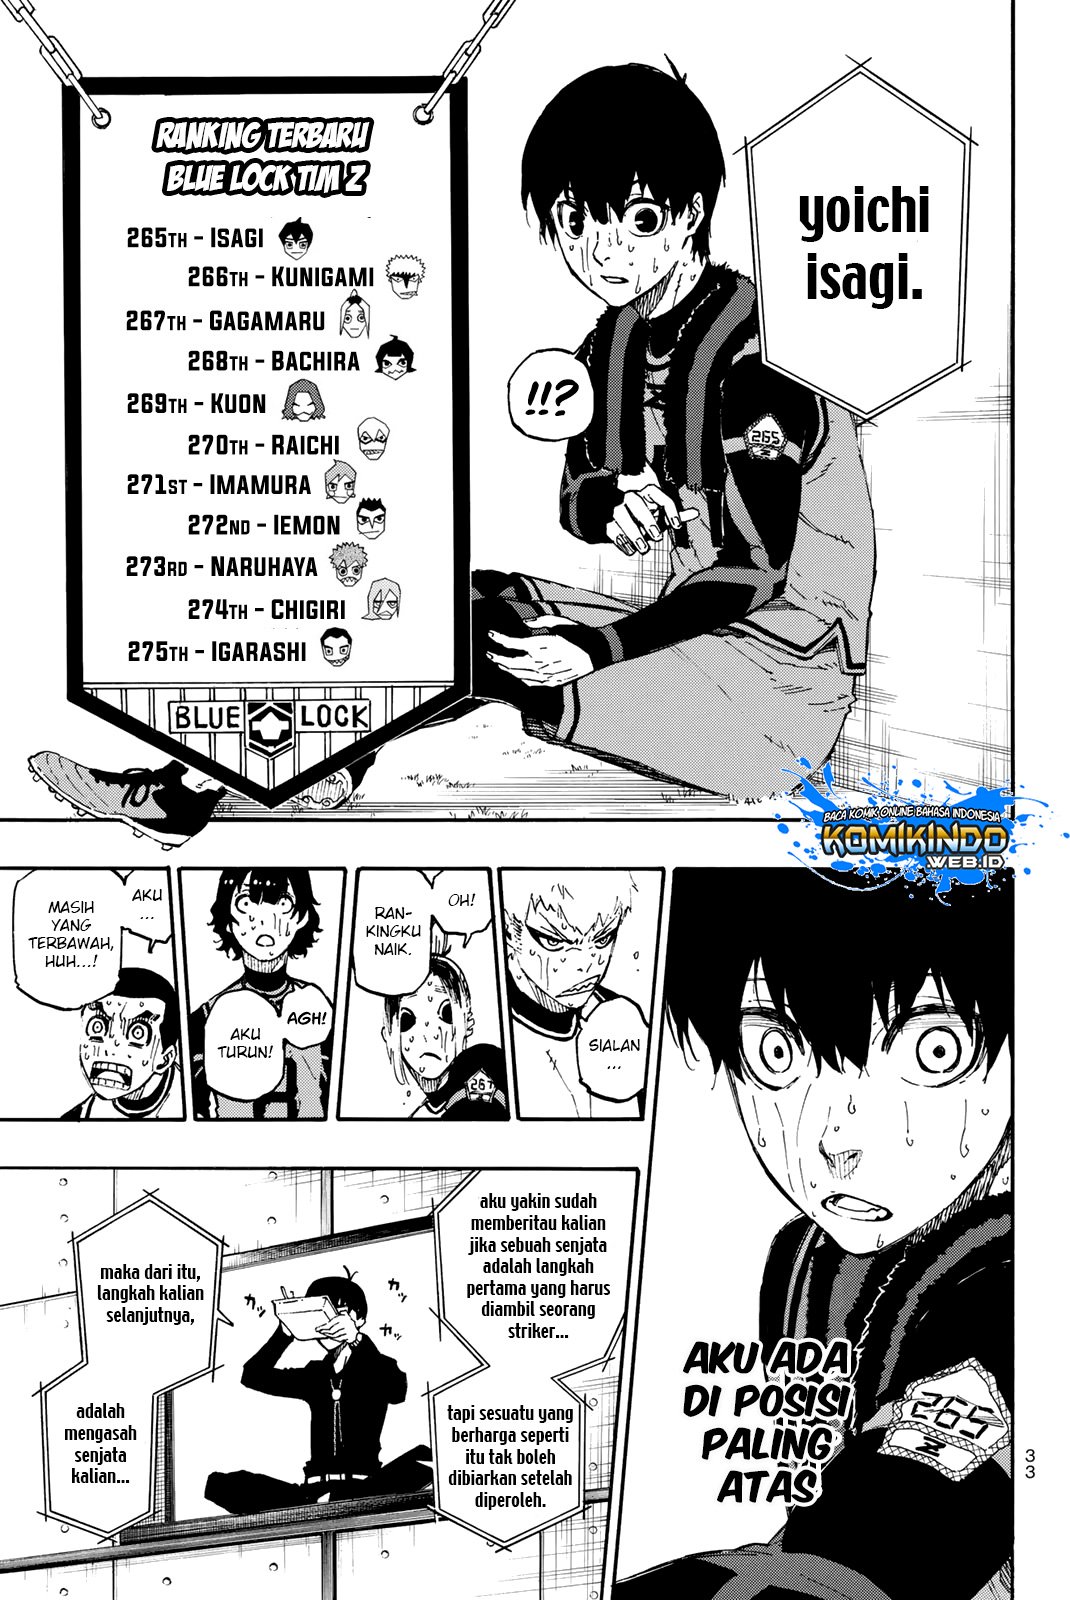 yoichi
isagi.
!!?
265
Z
RANKING TERBARU
BLUE LOCK TIM Z
265TH - ISAGI
266TH - KUNIGAMI
267TH - GAGAMARU
268TH - BACHIRA
269TH - KUON
270TH - RAICHI
271ST - IMAMURA
272ND - IEMON
273RD - NARUHAYA
274TH - CHIGIRI
275TH - IGARASHI
BLUE LOCK
BACA KOMIK ONLINE BAHASA INDONESIA
KOMIKINDO
WEB.ID
SIALAN
...
OH!
RAN-
KINGKU
NAIK.
267
AGH!
AKU
TURUN!
AKU
...
MASIH
YANG
TERBAWAH,
HUH...!
AKU ADA
DI POSISI
PALING
ATAS
265
Z
aku yakin sudah
memberitau kalian
jika sebuah senjata
adalah langkah
pertama yang harus
diambil seorang
striker...
tapi sesuatu yang
berharga seperti
itu tak boleh
dibiarkan setelah
diperoleh.
ガッ
ガッ
maka dari itu,
langkah kalian
selanjutnya,
adalah
mengasah
senjata
kalian...
33